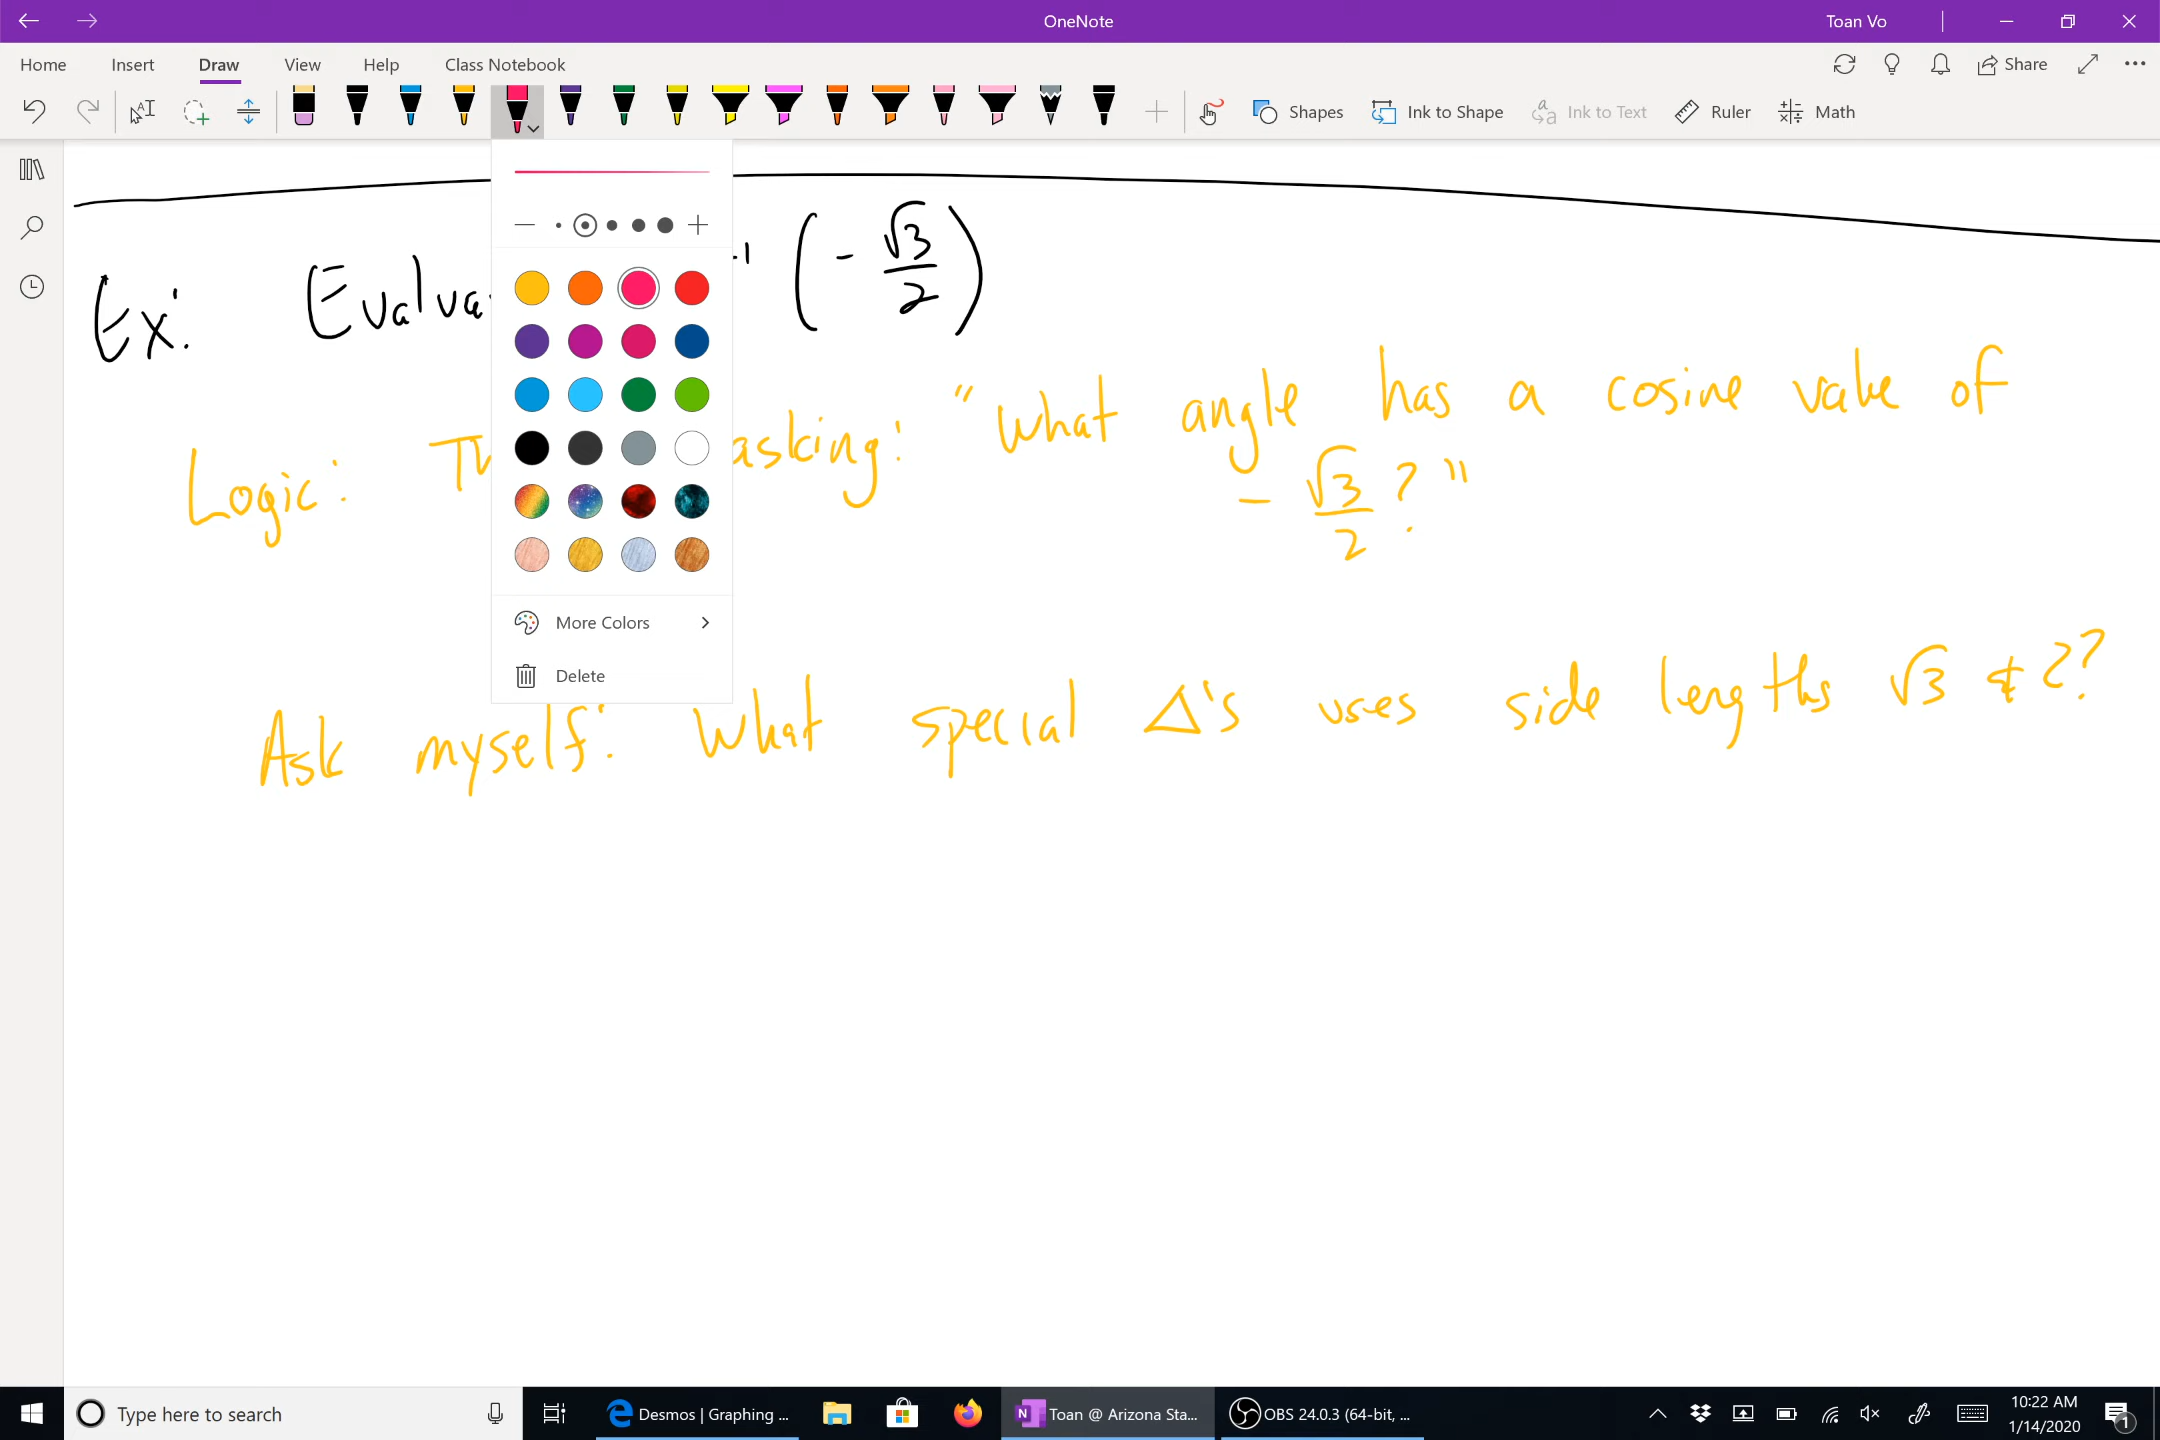 OneNote
Toan Vo
Home Insert Draw View Help Class Notebook
Share
Shapes Ink to Shape Ink to Text Ruler Math
Ex: -1 (- √3/2)
Logic: asking: "What angle has a cosine value of
- √3/2 ? "
More Colors
Delete
Ask myself: What special Δ's uses side lengths √3 & 2?
Type here to search
Desmos | Graphing ...
Toan @ Arizona Sta...
OBS 24.0.3 (64-bit, ...
10:22 AM
1/14/2020
1